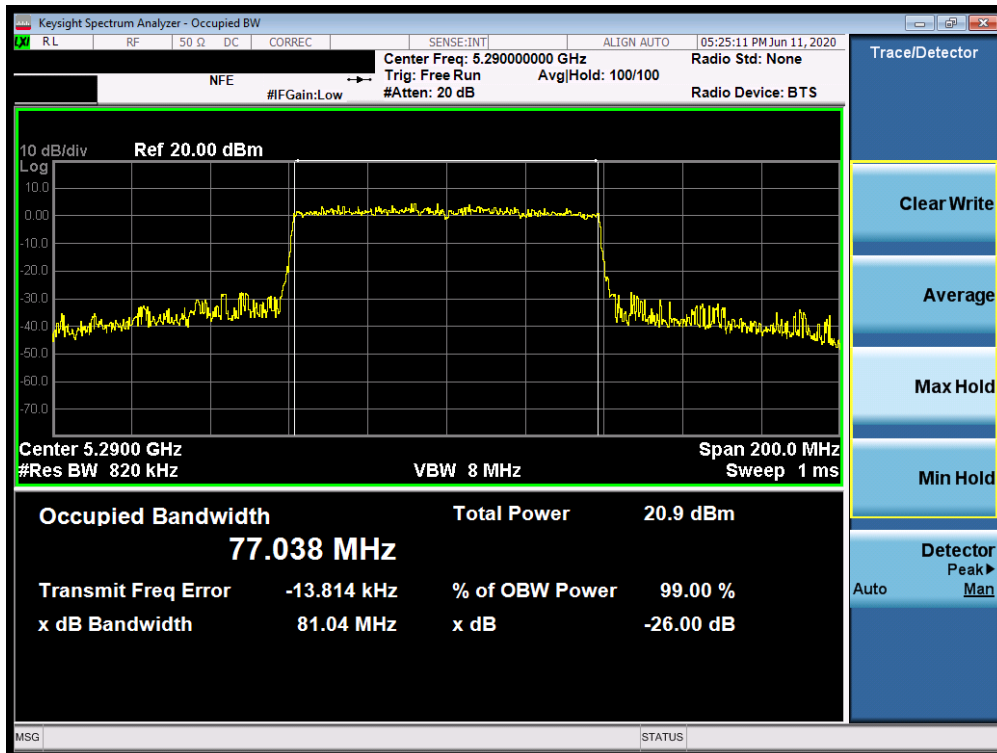 Keysight Spectrum Analyzer - Occupied BW
LXI RL RF 50 Ω DC CORREC SENSE:INT ALIGN AUTO 05:25:11 PM Jun 11, 2020
Center Freq: 5.290000000 GHz Radio Std: None
NFE Trig: Free Run Avg|Hold: 100/100
#IFGain:Low #Atten: 20 dB Radio Device: BTS
10 dB/div Ref 20.00 dBm
Log
10.0
0.00
-10.0
-20.0
-30.0
-40.0
-50.0
-60.0
-70.0
Center 5.2900 GHz Span 200.0 MHz
#Res BW 820 kHz VBW 8 MHz Sweep 1 ms
Occupied Bandwidth Total Power 20.9 dBm
77.038 MHz
Transmit Freq Error -13.814 kHz % of OBW Power 99.00 %
x dB Bandwidth 81.04 MHz x dB -26.00 dB
MSG STATUS
Trace/Detector
Clear Write
Average
Max Hold
Min Hold
Detector
Peak▶
Auto Man